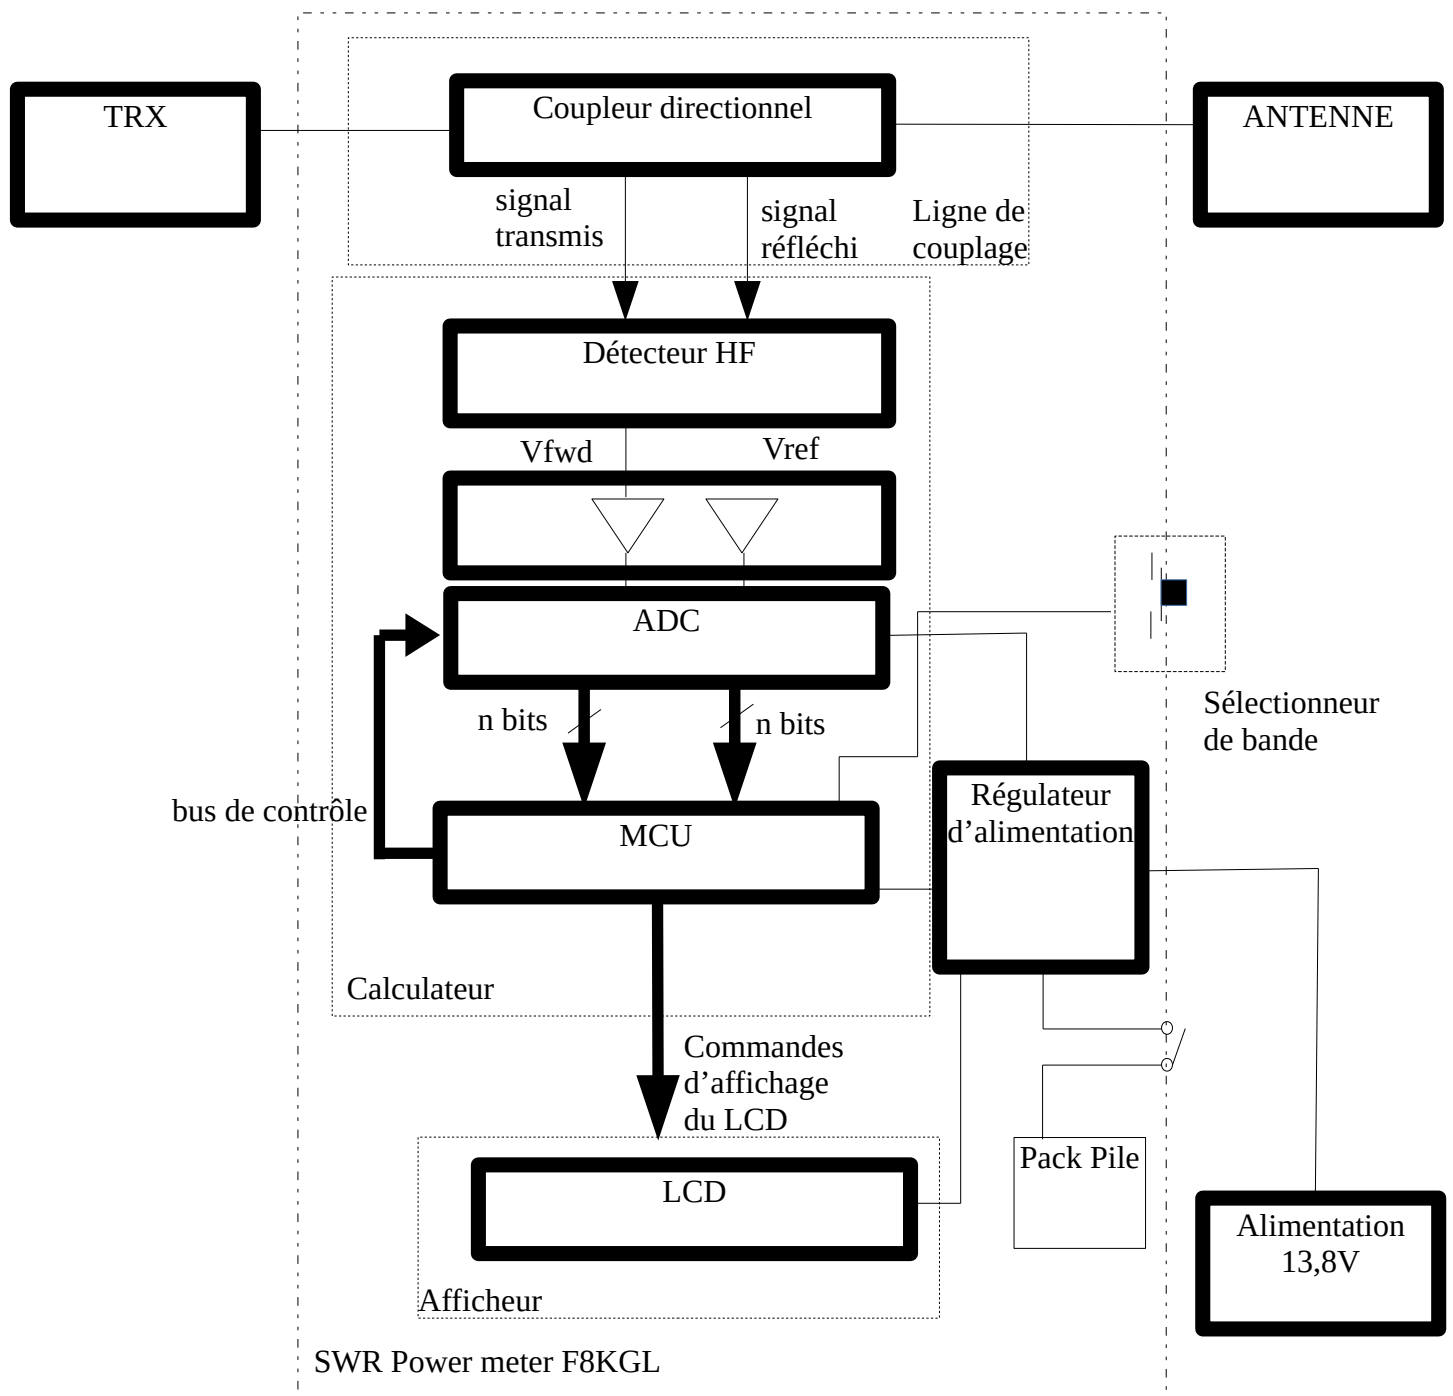 TRX
Coupleur directionnel
ANTENNE
signal
transmis
signal
réfléchi
Ligne de
couplage
Détecteur HF
Vfwd
Vref
ADC
n bits
n bits
Sélectionneur
de bande
bus de contrôle
MCU
Régulateur
d’alimentation
Calculateur
Commandes
d’affichage
du LCD
Pack Pile
LCD
Alimentation
13,8V
Afficheur
SWR Power meter F8KGL